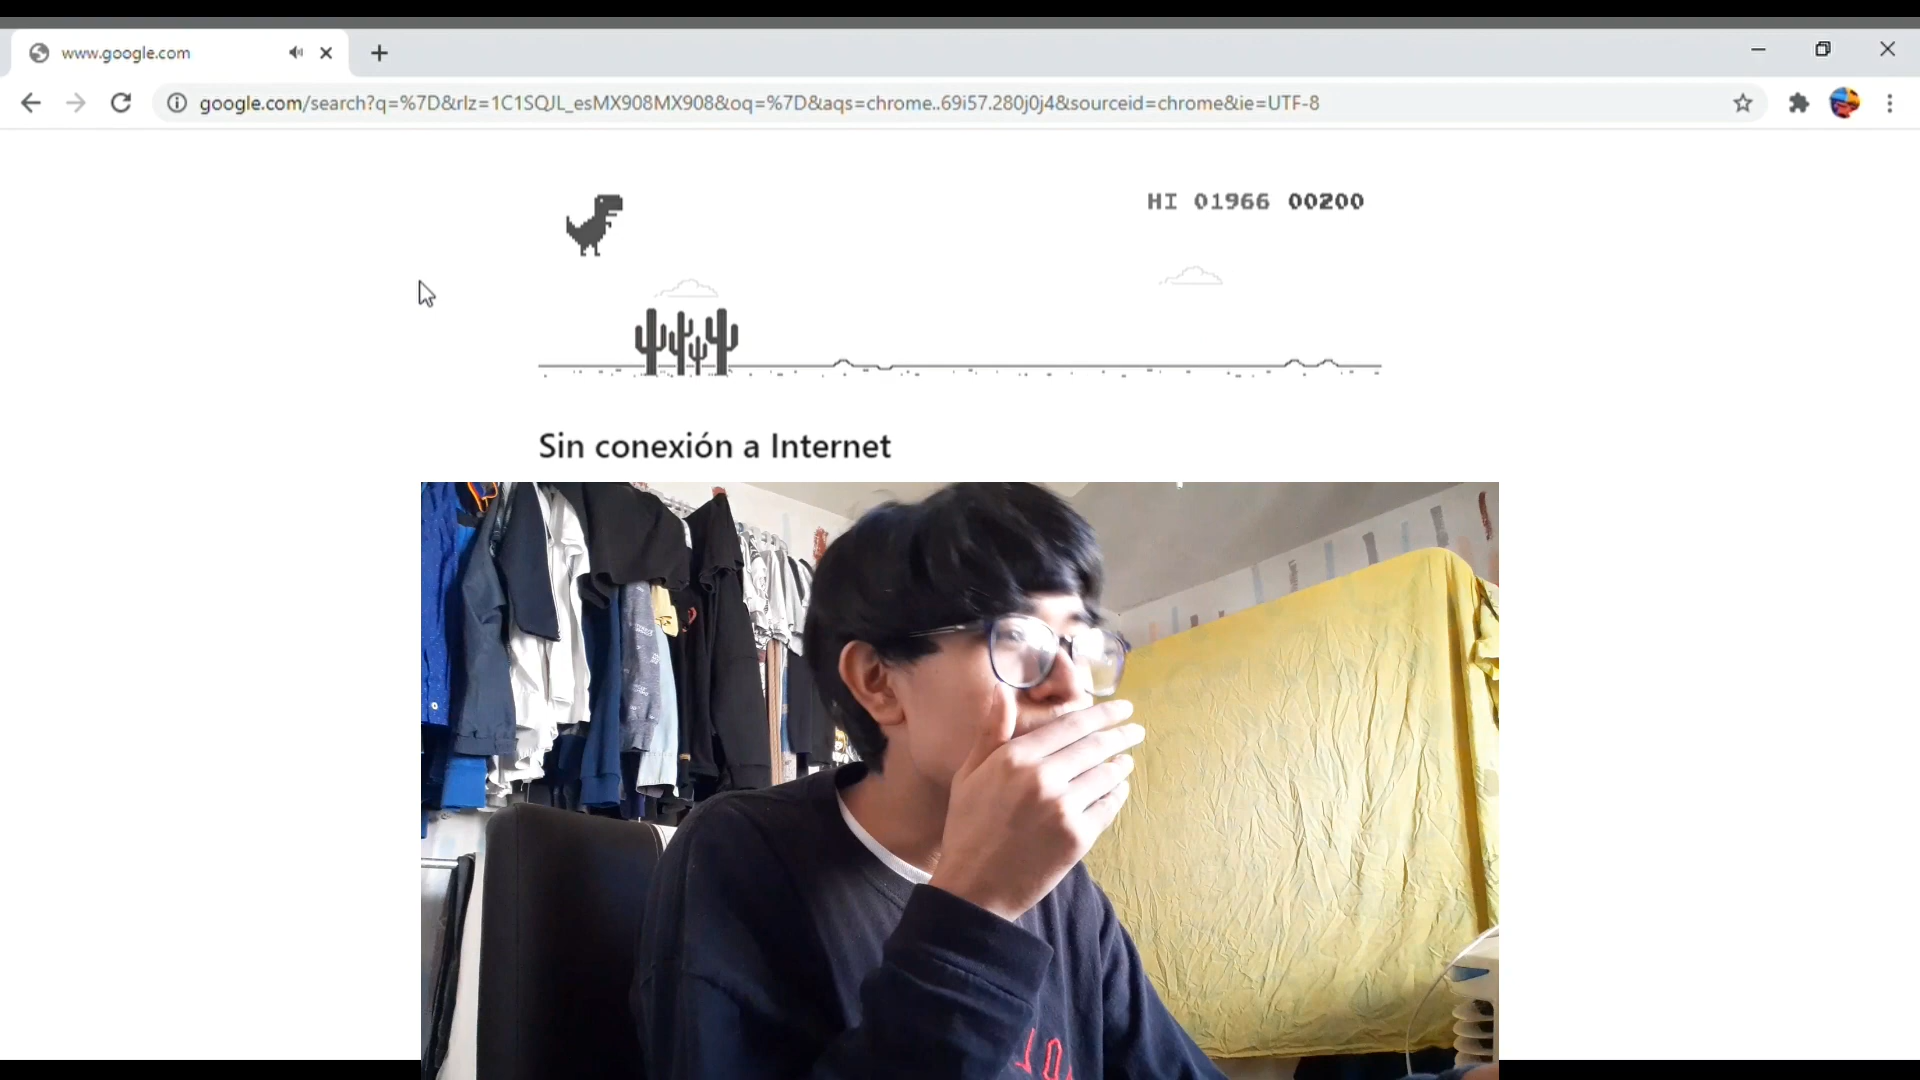 www.google.com
google.com/search?q=%7D&rlz=1C1SQJL_esMX908MX908&oq=%7D&aqs=chrome..69i57.280j0j4&sourceid=chrome&ie=UTF-8
HI 01966 00200
Sin conexión a Internet